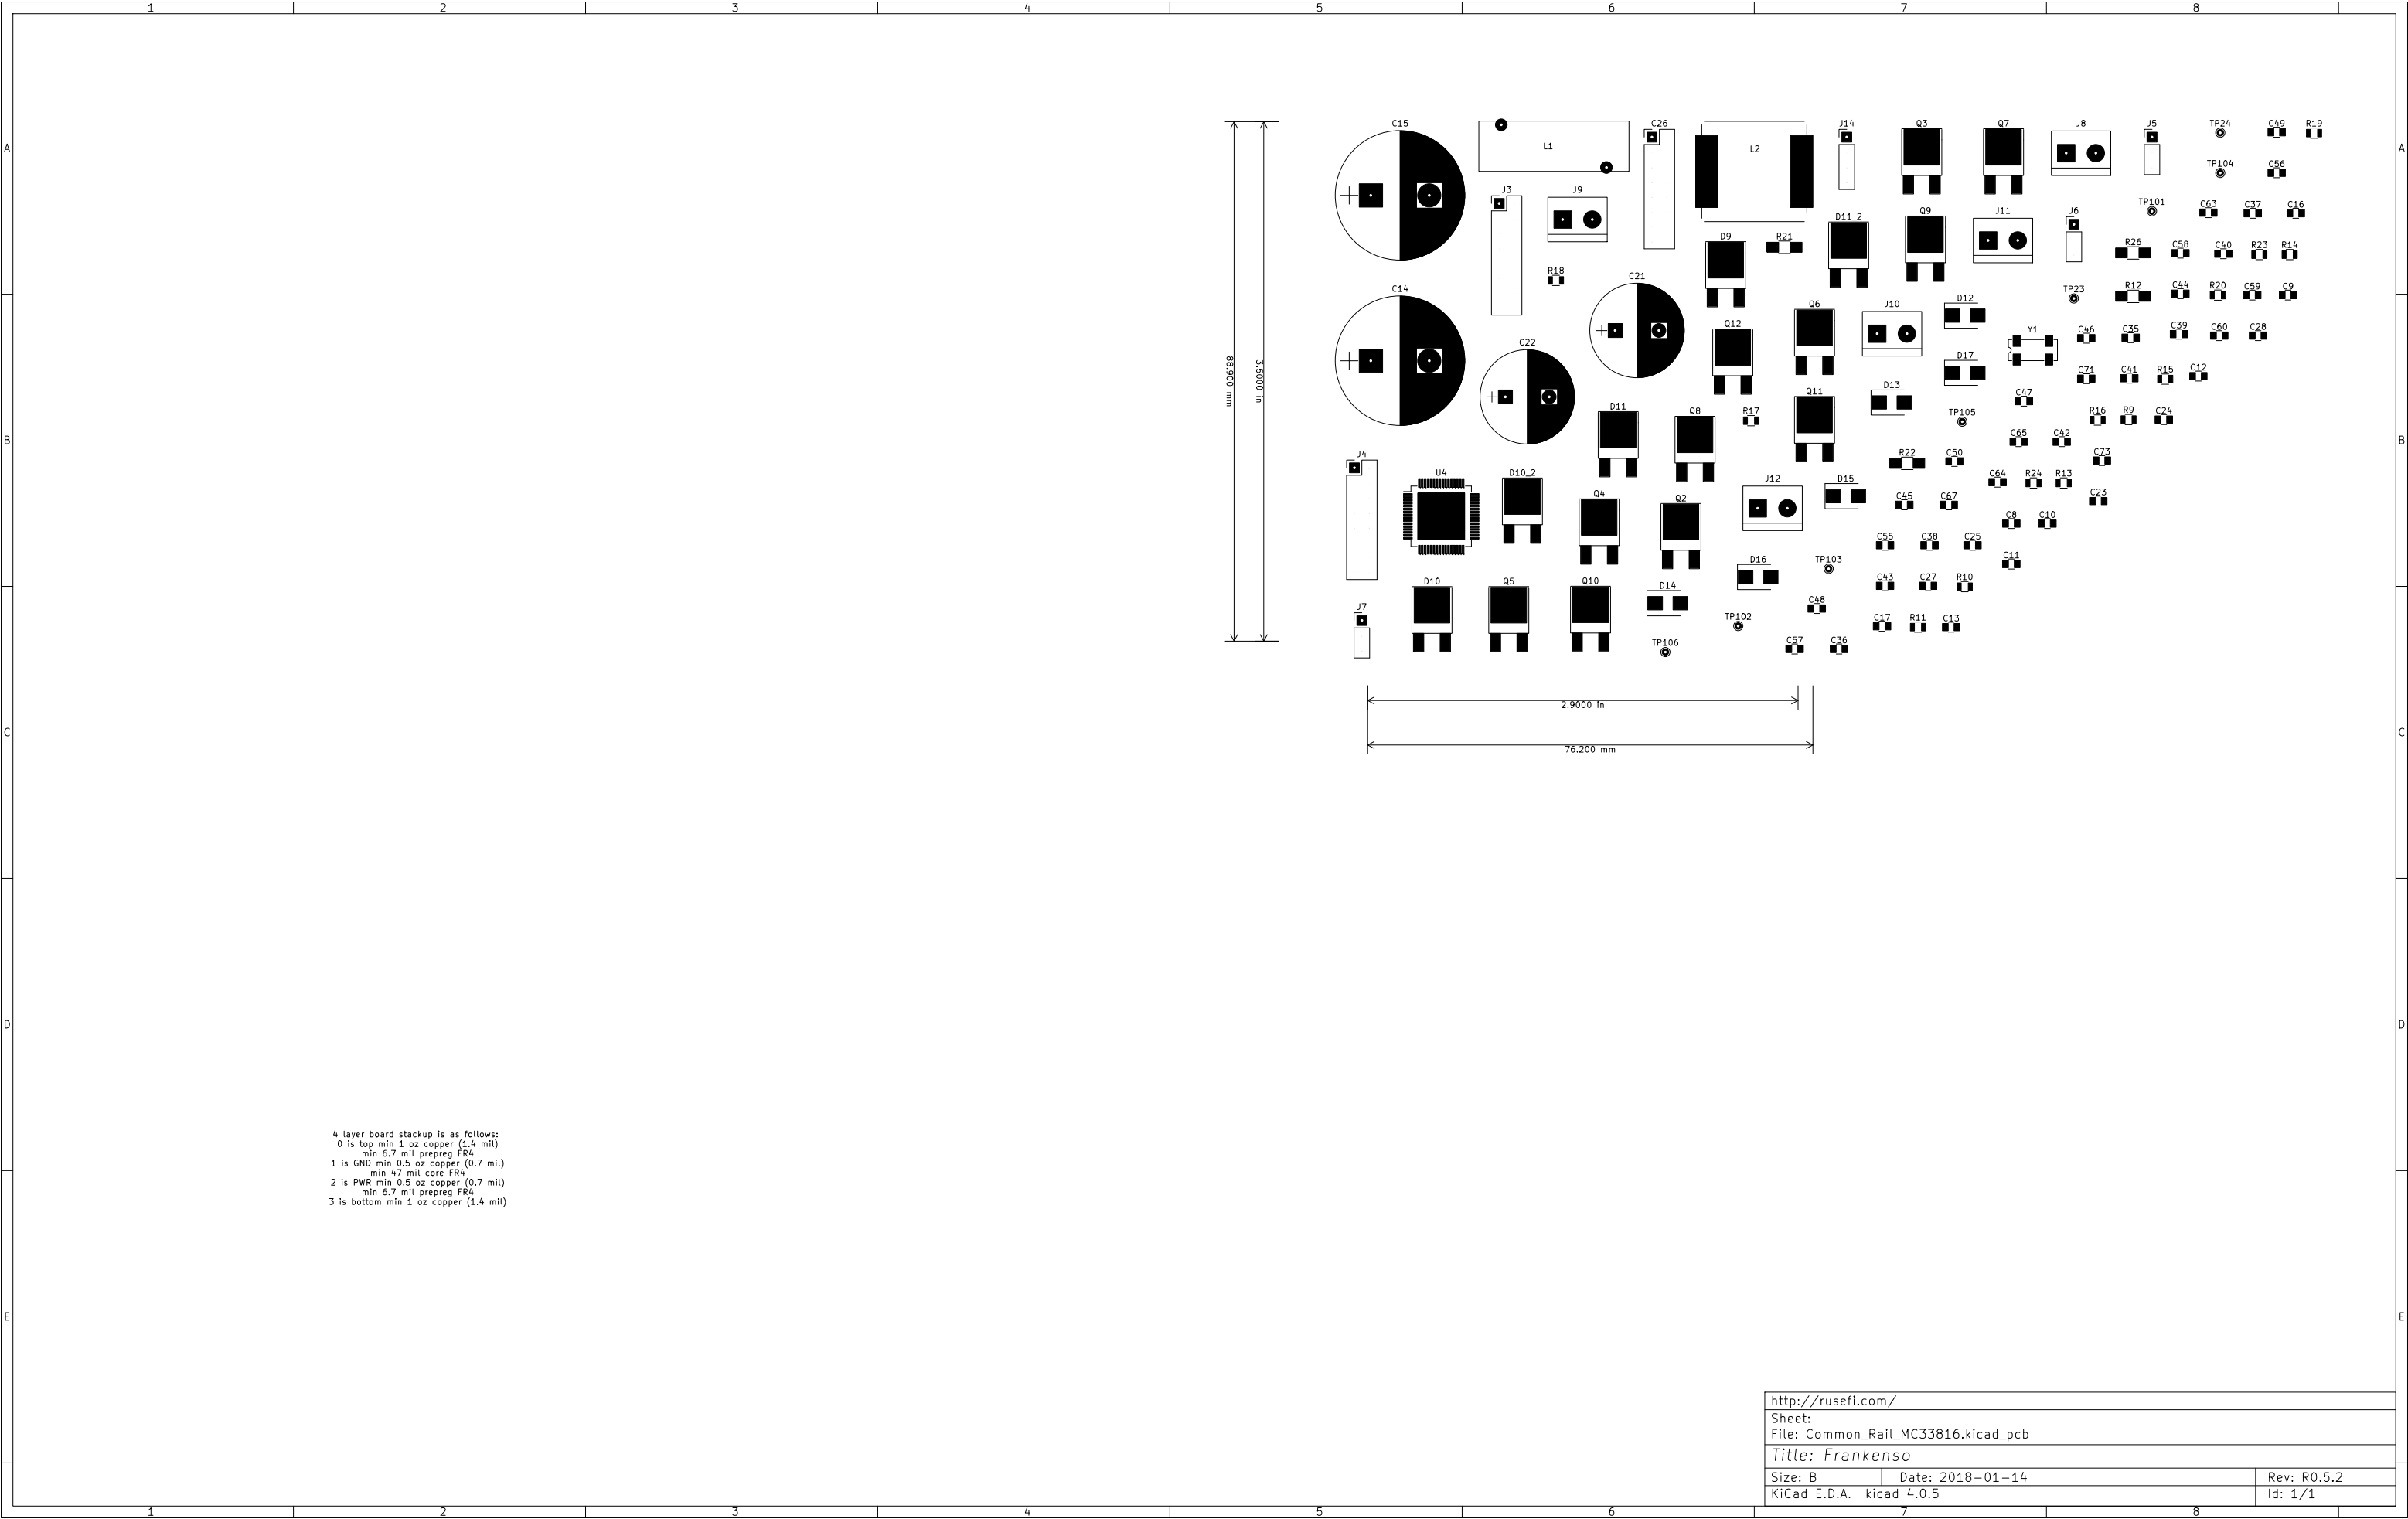 1 2 3 4 5 6 7 8
A A
C15 L1 C26 L2 J14 Q3 Q7 J8 J5 TP24 C49 R19
TP104 C56
J3 J9 D11_2 Q9 J11 J6 TP101 C63 C37 C16
D9 R21 R26 C58 C40 R23 R14
R18 C21
C14 Q6 J10 D12 TP23 R12 C44 R20 C59 C9
Q12 Y1 C46 C35 C39 C60 C28
C22 D17 C71 C41 R15 C12
88.900 mm
3.5000 in
D13 Q11 C47
D11 Q8 R17 TP105 R16 R9 C24
B B
C65 C42
J4 R22 C50 C73
U4 D10_2 J12 D15 C64 R24 R13
Q4 Q2 C45 C67 C23
C8 C10
C55 C38 C25
D16 TP103 C11
D10 Q5 Q10 D14 C43 C27 R10
J7 C48
TP102 C17 R11 C13
TP106 C57 C36
2.9000 in
C C
76.200 mm
D D
4 layer board stackup is as follows:
0 is top min 1 oz copper (1.4 mil)
min 6.7 mil prepreg FR4
1 is GND min 0.5 oz copper (0.7 mil)
min 47 mil core FR4
2 is PWR min 0.5 oz copper (0.7 mil)
min 6.7 mil prepreg FR4
3 is bottom min 1 oz copper (1.4 mil)
E E
http://rusefi.com/
Sheet:
File: Common_Rail_MC33816.kicad_pcb
Title: Frankenso
Size: B Date: 2018-01-14 Rev: R0.5.2
KiCad E.D.A. kicad 4.0.5 Id: 1/1
1 2 3 4 5 6 7 8